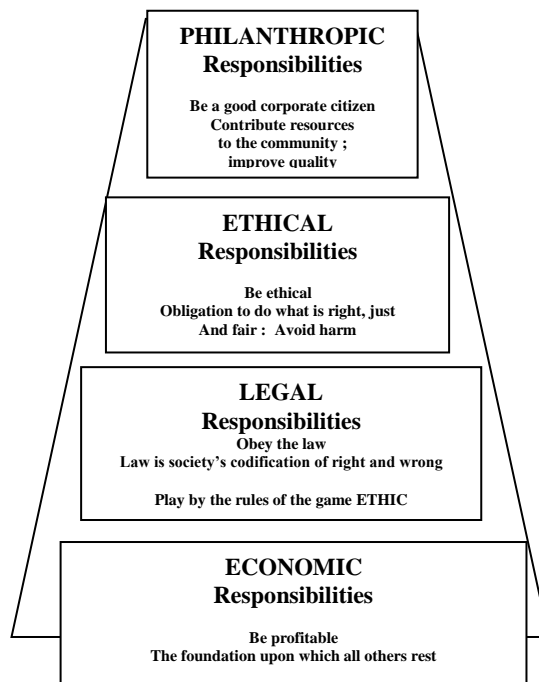 PHILANTHROPIC
Responsibilities
Be a good corporate citizen
Contribute resources
to the community ;
improve quality
ETHICAL
Responsibilities
Be ethical
Obligation to do what is right, just
And fair : Avoid harm
LEGAL
Responsibilities
Obey the law
Law is society’s codification of right and wrong
Play by the rules of the game ETHIC
ECONOMIC
Responsibilities
Be profitable
The foundation upon which all others rest